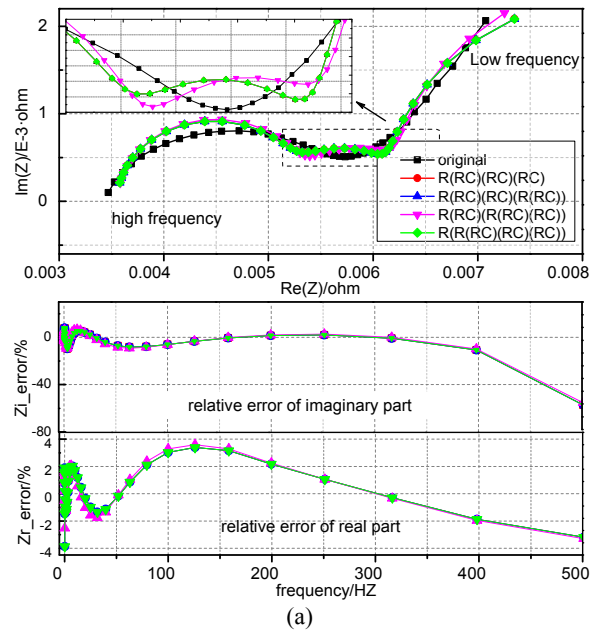 Im(Z)/E-3·ohm
2
1
0
Low frequency
high frequency
original
R(RC)(RC)(RC)
R(RC)(RC)(R(RC))
R(RC)(R(RC)(RC))
R(R(RC)(RC)(RC))
0.003 0.004 0.005 0.006 0.007 0.008
Re(Z)/ohm
Zi_error/%
0
-40
-80
relative error of imaginary part
Zr_error/%
4
2
0
-2
-4
relative error of real part
0 100 200 300 400 500
frequency/HZ
(a)